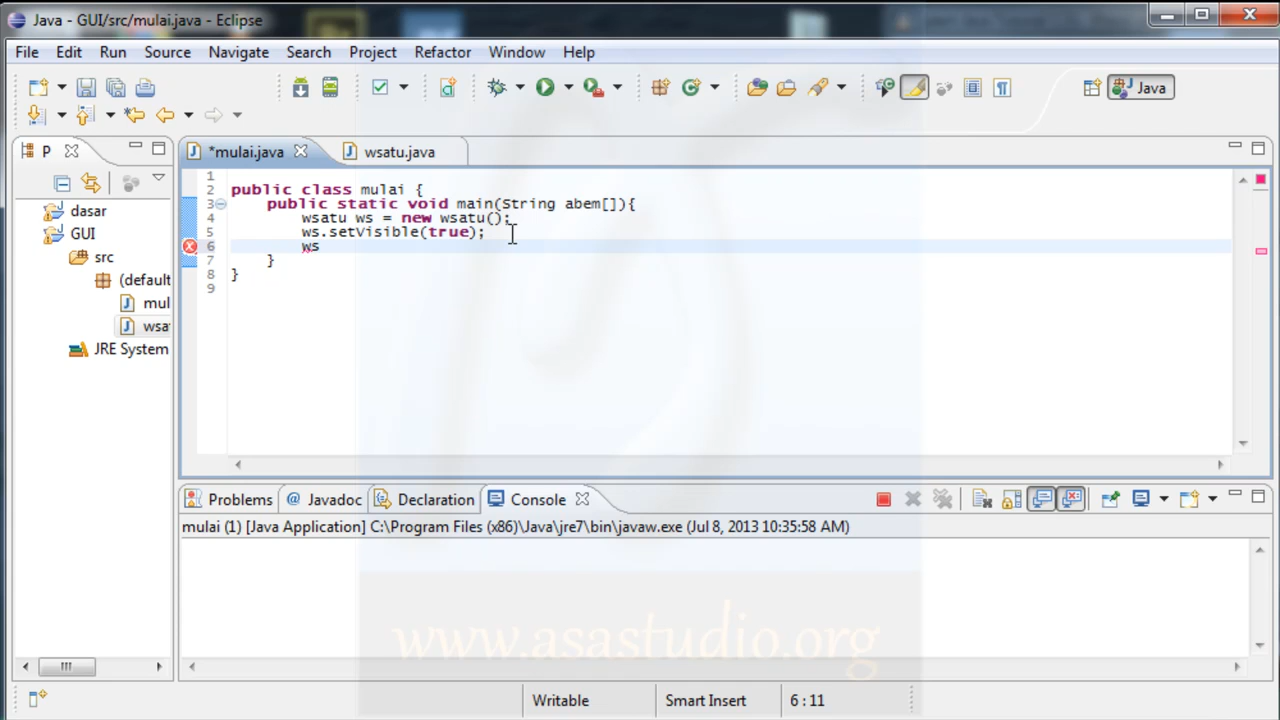 Java - GUI/src/mulai.java - Eclipse
File Edit Run Source Navigate Search Project Refactor Window Help
Java
P
*mulai.java
wsatu.java
dasar
GUI
src
(default
mul
wsat
JRE System
1
2 public class mulai {
3 public static void main(String abem[]){
4 wsatu ws = new wsatu();
5 ws.setVisible(true);
6 ws
7 }
8 }
9
Problems @ Javadoc Declaration Console
mulai (1) [Java Application] C:\Program Files (x86)\Java\jre7\bin\javaw.exe (Jul 8, 2013 10:35:58 AM)
www.asastudio.org
Writable Smart Insert 6 : 11